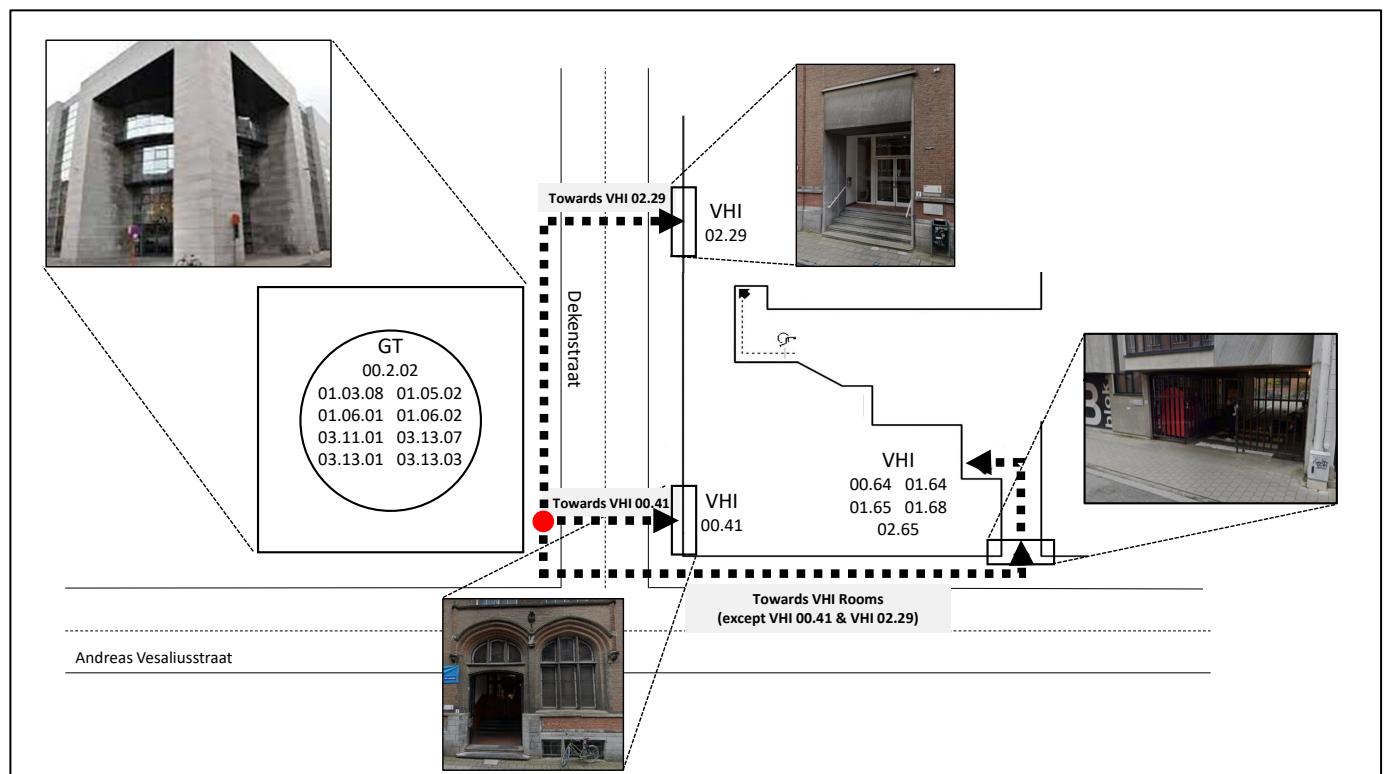 Towards VHI 02.29
VHI
02.29
Dekenstraat
GT
00.2.02
01.03.08 01.05.02
01.06.01 01.06.02
03.11.01 03.13.07
03.13.01 03.13.03
B
blok
VHI
00.64 01.64
01.65 01.68
02.65
Towards VHI 00.41
VHI
00.41
Towards VHI Rooms
(except VHI 00.41 & VHI 02.29)
Andreas Vesaliusstraat